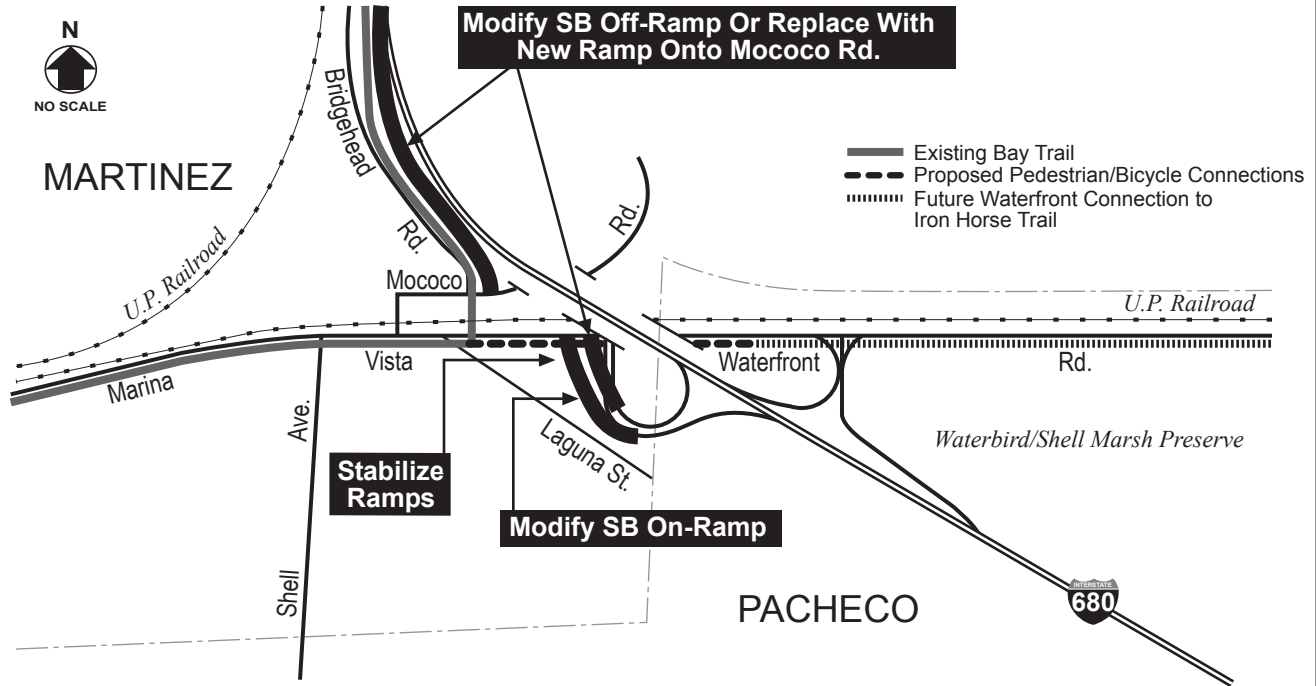 Modify SB Off-Ramp Or Replace With
New Ramp Onto Mococo Rd.
N
NO SCALE
MARTINEZ
Bridgehead
Rd.
Rd.
Existing Bay Trail
Proposed Pedestrian/Bicycle Connections
Future Waterfront Connection to
Iron Horse Trail
U.P. Railroad
Mococo
U.P. Railroad
Marina
Vista
Waterfront
Rd.
Ave.
Shell
Laguna St.
Waterbird/Shell Marsh Preserve
Stabilize
Ramps
Modify SB On-Ramp
PACHECO
INTERSTATE
680